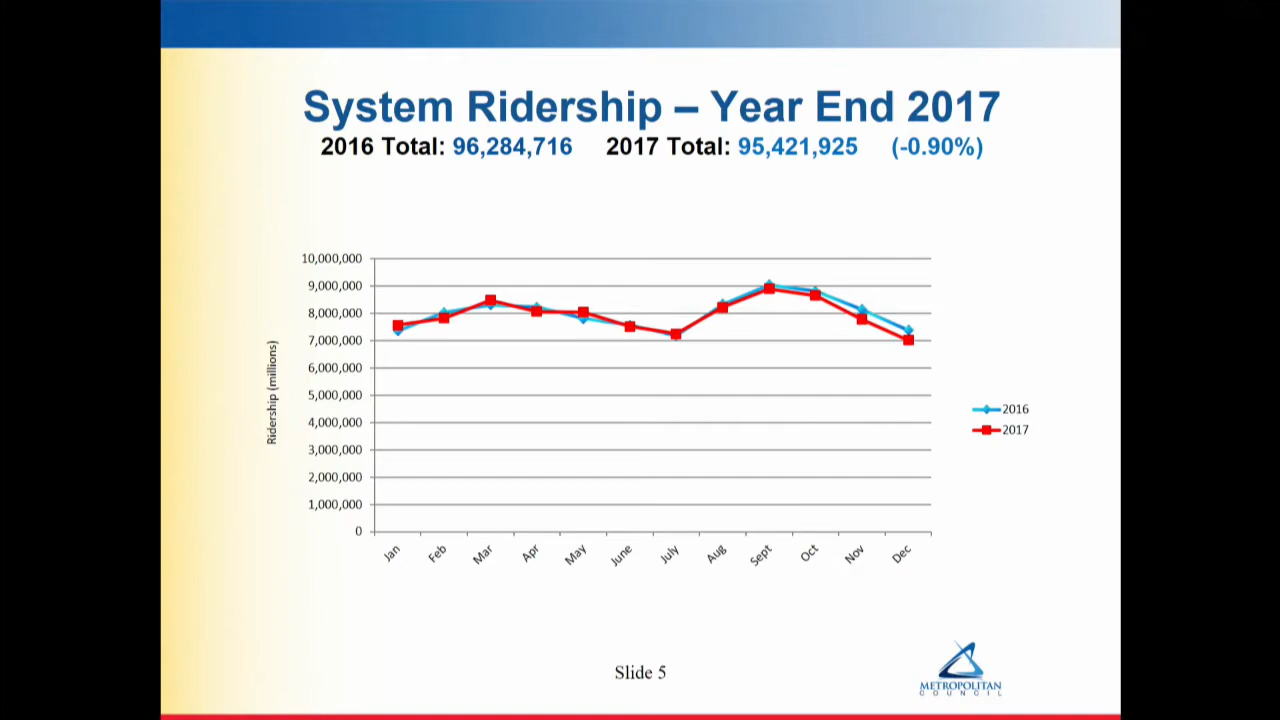 System Ridership – Year End 2017
2016 Total: 96,284,716 2017 Total: 95,421,925 (-0.90%)
10,000,000
9,000,000
8,000,000
7,000,000
6,000,000
5,000,000
4,000,000
3,000,000
2,000,000
1,000,000
0
Ridership (millions)
Jan Feb Mar Apr May June July Aug Sept Oct Nov Dec
2016
2017
Slide 5
METROPOLITAN
COUNCIL